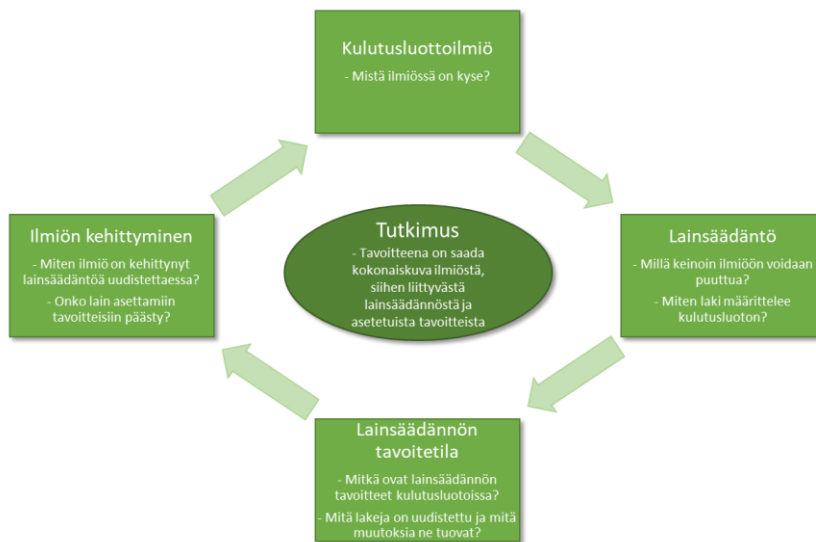 Kulutusluottoilmiö
- Mistä ilmiössä on kyse?
Ilmiön kehittyminen
- Miten ilmiö on kehittynyt
lainsäädäntöä uudistettaessa?
- Onko lain asettamiin
tavoitteisiin päästy?
Tutkimus
- Tavoitteena on saada
kokonaiskuva ilmiöstä,
siihen liittyvästä
lainsäädännöstä ja
asetetuista tavoitteista
Lainsäädäntö
- Millä keinoin ilmiöön voidaan
puuttua?
- Miten laki määrittelee
kulutusluoton?
Lainsäädännön
tavoitetila
- Mitkä ovat lainsäädännön
tavoitteet kulutusluotoissa?
- Mitä lakeja on uudistettu ja mitä
muutoksia ne tuovat?